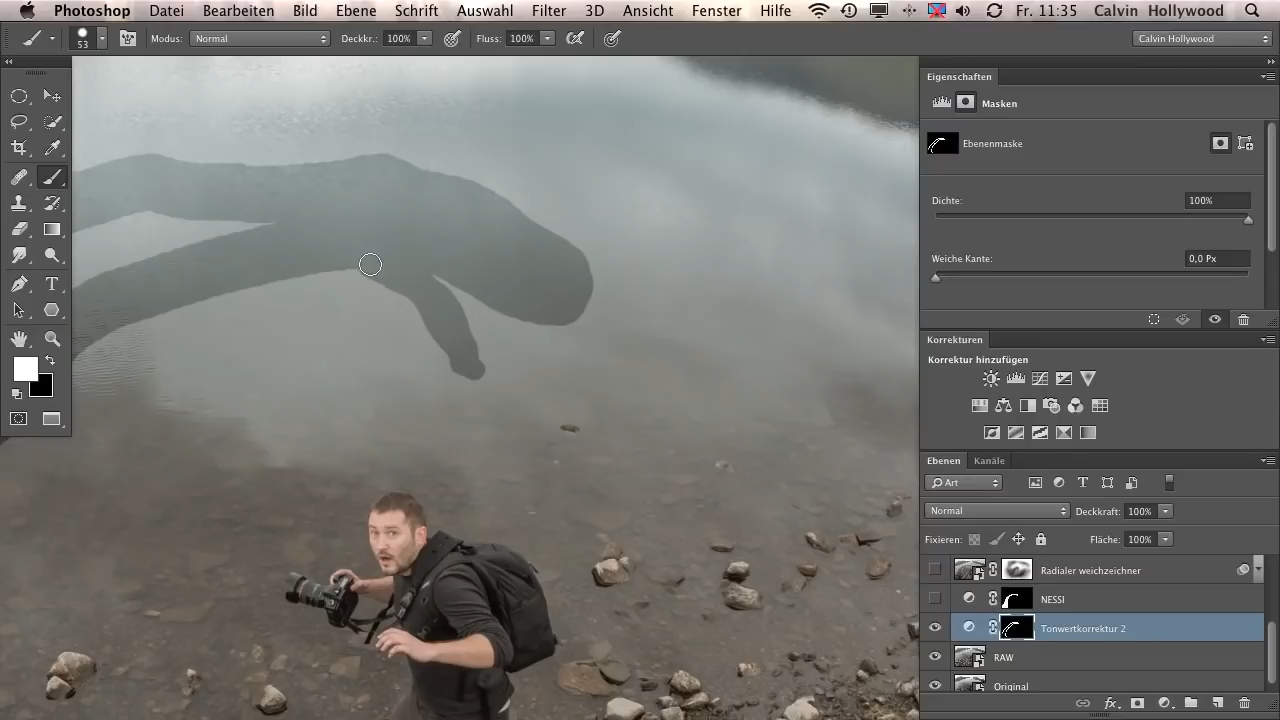 Photoshop Datei Bearbeiten Bild Ebene Schrift Auswahl Filter 3D Ansicht Fenster Hilfe Fr. 11:35 Calvin Hollywood
53 Modus: Normal Deckkr.: 100% Fluss: 100% Calvin Hollywood
Eigenschaften
Masken
Ebenenmaske
Dichte: 100%
Weiche Kante: 0,0 Px
Korrekturen
Korrektur hinzufügen
Ebenen Kanäle
Art
Normal Deckkraft: 100%
Fixieren: Fläche: 100%
Radialer weichzeichner
NESSI
Tonwertkorrektur 2
RAW
Original